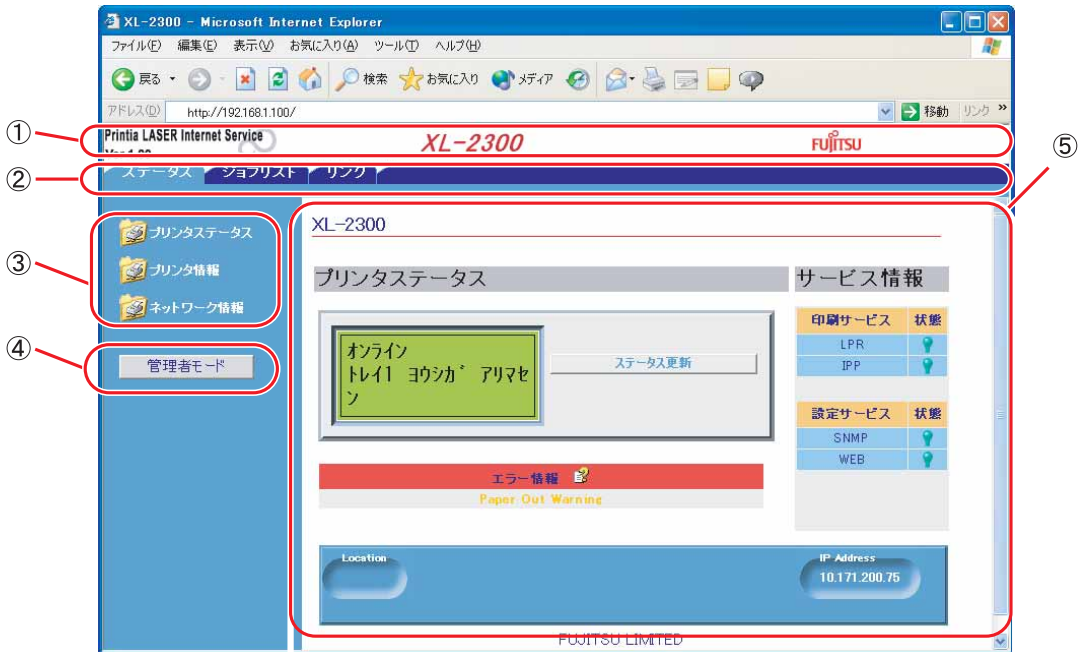 XL-2300 - Microsoft Internet Explorer
ファイル(F) 編集(E) 表示(V) お気に入り(A) ツール(T) ヘルプ(H)
戻る 検索 お気に入り メディア
アドレス(D) http://192.168.1.100/ 移動 リンク »
① Printia LASER Internet Service XL-2300 FUJITSU
⑤
② ステータス ジョブリスト リンク
XL-2300
③ プリンタステータス
プリンタ情報
ネットワーク情報
④ 管理者モード
プリンタステータス
オンライン
トレイ1 ヨウシガ アリマセ
ン
ステータス更新
エラー情報
Paper Out Warning
サービス情報
印刷サービス 状態
LPR
IPP
設定サービス 状態
SNMP
WEB
Location
IP Address
10.171.200.75
FUJITSU LIMITED